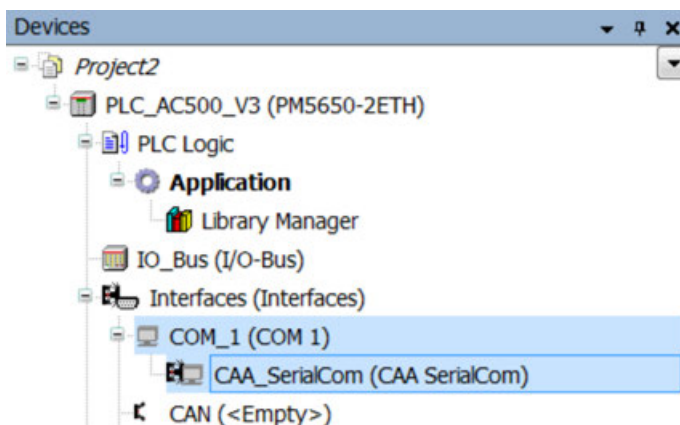 Devices
Project2
PLC_AC500_V3 (PM5650-2ETH)
PLC Logic
Application
Library Manager
IO_Bus (I/O-Bus)
Interfaces (Interfaces)
COM_1 (COM 1)
CAA_SerialCom (CAA SerialCom)
CAN (<Empty>)